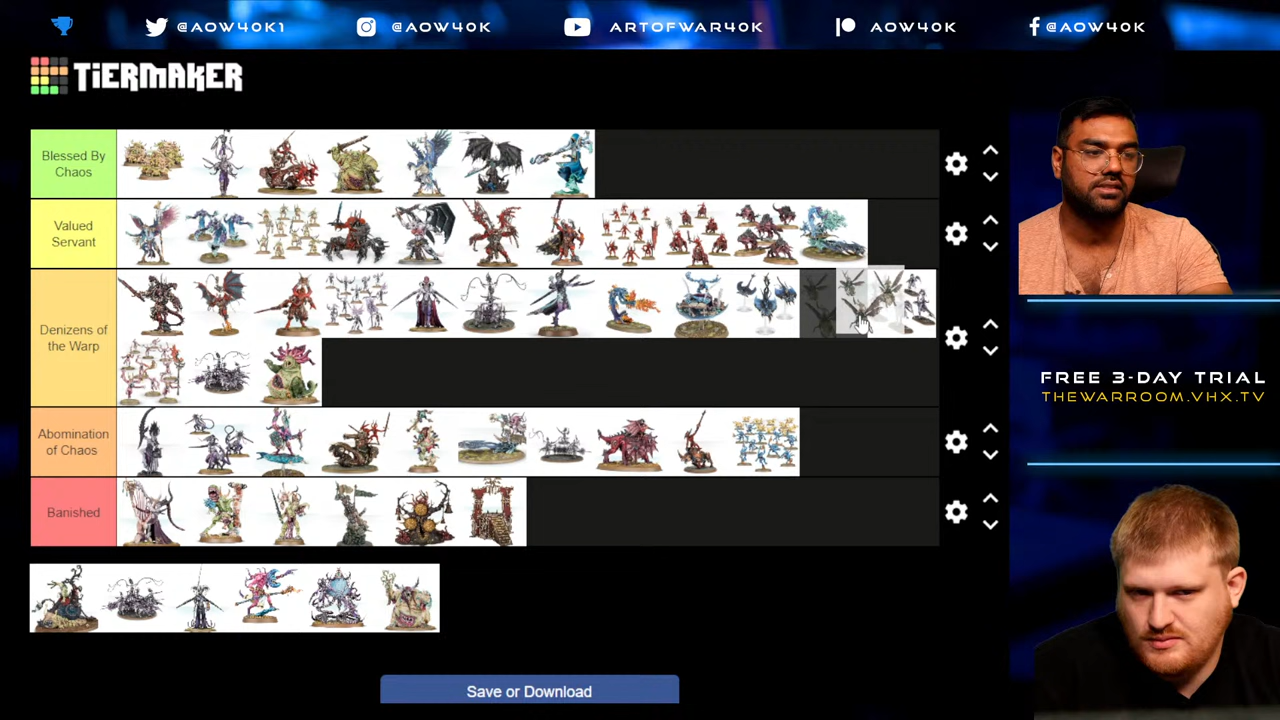 @AOW40K1
@AOW40K
ARTOFWAR40K
AOW40K
@AOW40K
TiERMAKER
Blessed By
Chaos
Valued
Servant
Denizens of
the Warp
Abomination
of Chaos
Banished
FREE 3-DAY TRIAL
THEWARROOM.VHX.TV
Save or Download